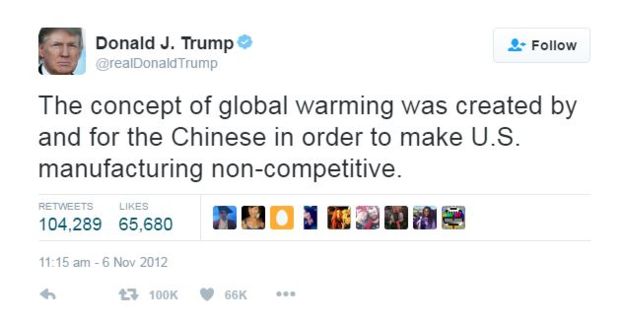 Donald J. Trump
@realDonaldTrump
Follow
The concept of global warming was created by
and for the Chinese in order to make U.S.
manufacturing non-competitive.
RETWEETS LIKES
104,289 65,680
11:15 am - 6 Nov 2012
100K 66K